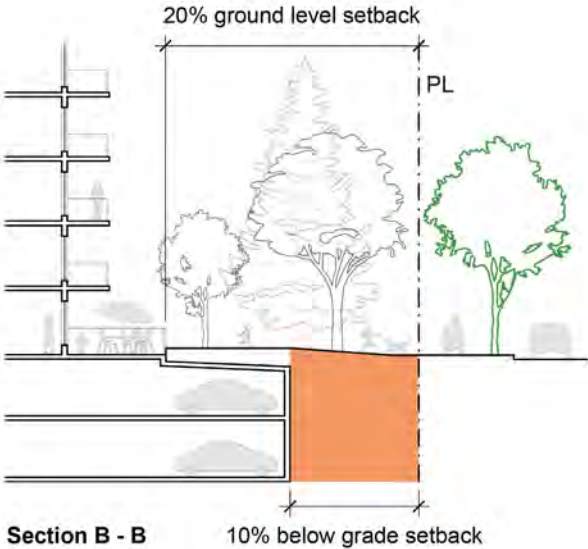 20% ground level setback
PL
Section B - B
10% below grade setback